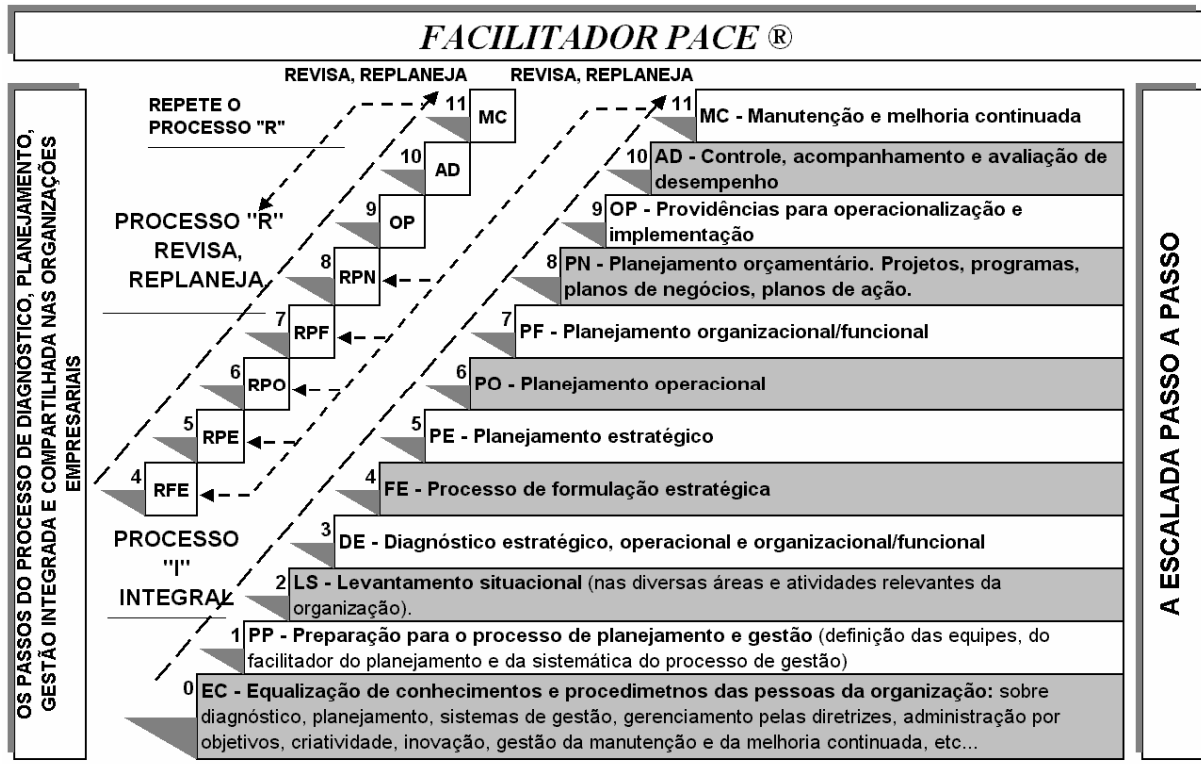 FACILITADOR PACE ®
OS PASSOS DO PROCESSO DE DIAGNÓSTICO, PLANEJAMENTO,
GESTÃO INTEGRADA E COMPARTILHADA NAS ORGANIZAÇÕES
EMPRESARIAIS
REVISA, REPLANEJA
REVISA, REPLANEJA
REPETE O
PROCESSO "R"
PROCESSO "R"
REVISA,
REPLANEJA
11 MC
10 AD
9 OP
8 RPN
7 RPF
6 RPO
5 RPE
4 RFE
PROCESSO
"I"
INTEGRAL
11 MC - Manutenção e melhoria continuada
10 AD - Controle, acompanhamento e avaliação de
desempenho
9 OP - Providências para operacionalização e
implementação
8 PN - Planejamento orçamentário. Projetos, programas,
planos de negócios, planos de ação.
7 PF - Planejamento organizacional/funcional
6 PO - Planejamento operacional
5 PE - Planejamento estratégico
4 FE - Processo de formulação estratégica
3 DE - Diagnóstico estratégico, operacional e organizacional/funcional
2 LS - Levantamento situacional (nas diversas áreas e atividades relevantes da
organização).
1 PP - Preparação para o processo de planejamento e gestão (definição das equipes, do
facilitador do planejamento e da sistemática do processo de gestão)
0 EC - Equalização de conhecimentos e procedimetnos das pessoas da organização: sobre
diagnóstico, planejamento, sistemas de gestão, gerenciamento pelas diretrizes, administração por
objetivos, criatividade, inovação, gestão da manutenção e da melhoria continuada, etc...
A ESCALADA PASSO A PASSO